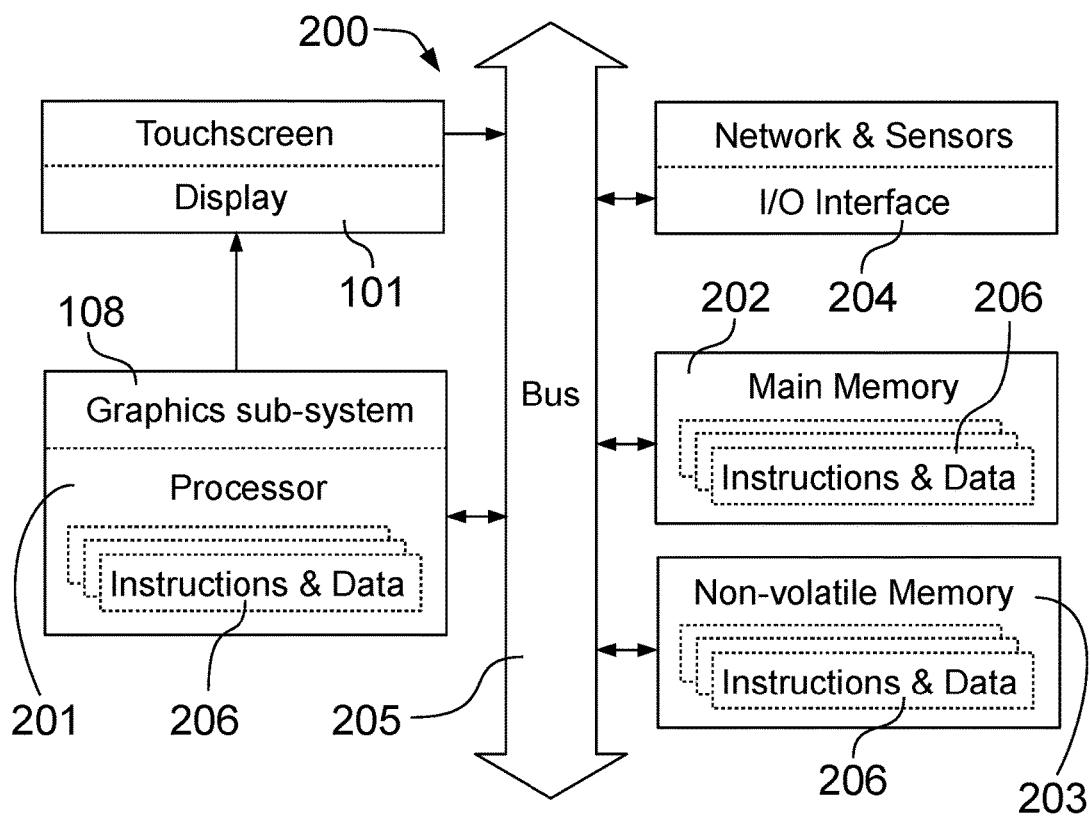 200
Touchscreen
Display
101
Network & Sensors
I/O Interface
204
108
Graphics sub-system
Processor
Instructions & Data
201
206
Bus
205
202
206
Main Memory
Instructions & Data
Non-volatile Memory
Instructions & Data
206
203